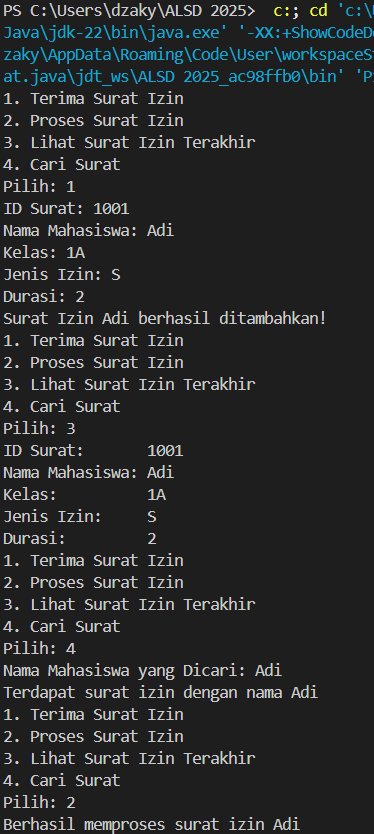 PS C:\Users\dzaky\ALSD 2025>  c:; cd 'c:\
Java\jdk-22\bin\java.exe' '-XX:+ShowCodeD
zaky\AppData\Roaming\Code\User\workspaceS
at.java\jdt_ws\ALSD 2025_ac98ffb0\bin' 'P
1. Terima Surat Izin
2. Proses Surat Izin
3. Lihat Surat Izin Terakhir
4. Cari Surat
Pilih: 1
ID Surat: 1001
Nama Mahasiswa: Adi
Kelas: 1A
Jenis Izin: S
Durasi: 2
Surat Izin Adi berhasil ditambahkan!
1. Terima Surat Izin
2. Proses Surat Izin
3. Lihat Surat Izin Terakhir
4. Cari Surat
Pilih: 3
ID Surat:       1001
Nama Mahasiswa: Adi
Kelas:          1A
Jenis Izin:     S
Durasi:         2
1. Terima Surat Izin
2. Proses Surat Izin
3. Lihat Surat Izin Terakhir
4. Cari Surat
Pilih: 4
Nama Mahasiswa yang Dicari: Adi
Terdapat surat izin dengan nama Adi
1. Terima Surat Izin
2. Proses Surat Izin
3. Lihat Surat Izin Terakhir
4. Cari Surat
Pilih: 2
Berhasil memproses surat izin Adi